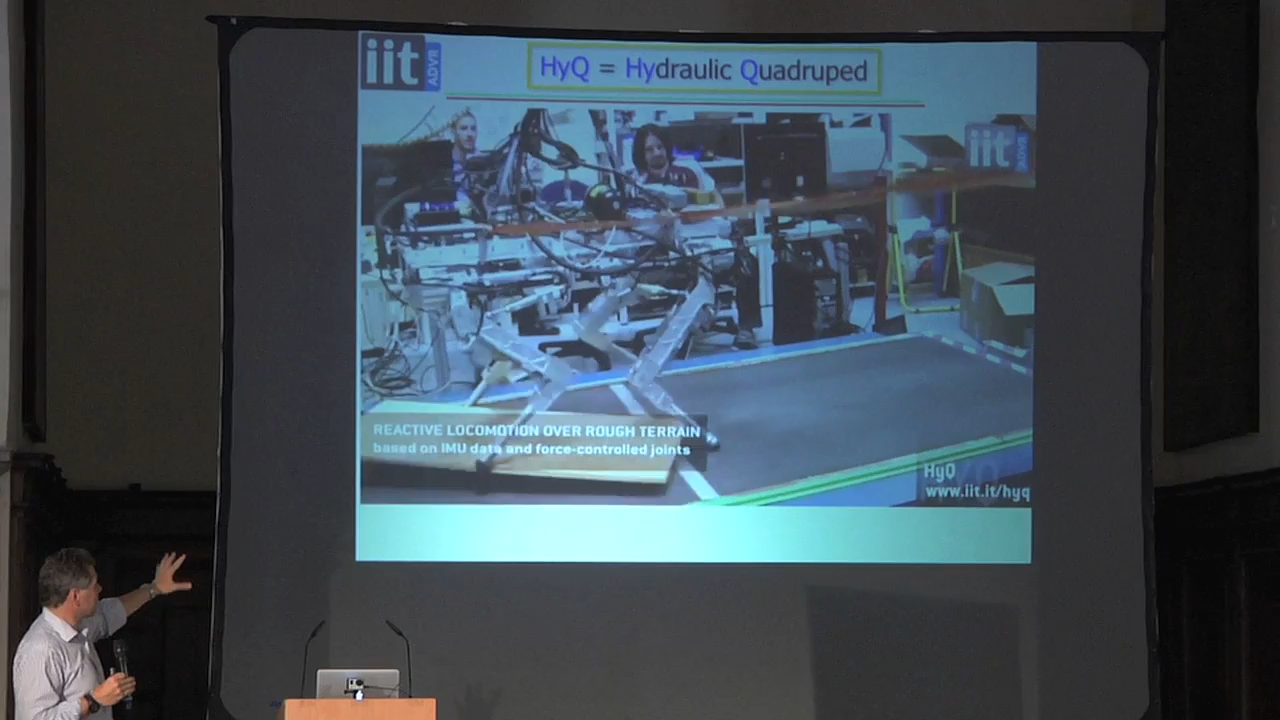 iit
ADVR
HyQ = Hydraulic Quadruped
iit
ADVR
REACTIVE LOCOMOTION OVER ROUGH TERRAIN
based on IMU data and force-controlled joints
HyQ
www.iit.it/hyq